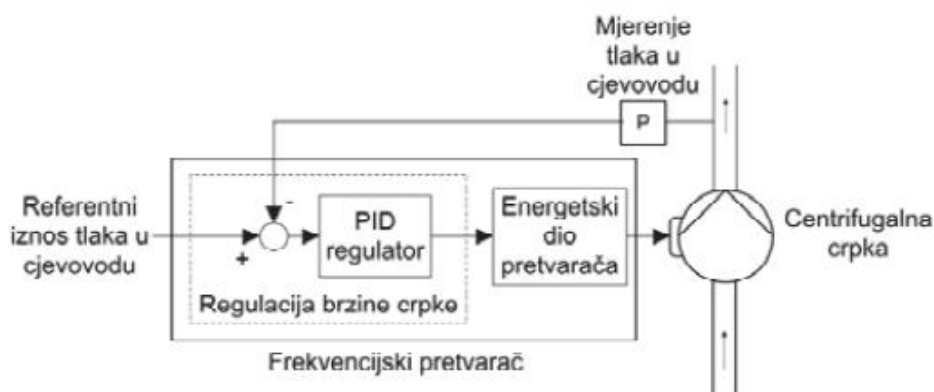 Mjerenje
tlaka u
cjevovodu
P
Referentni
iznos tlaka u
cjevovodu
-
+
PID
regulator
Energetski
dio
pretvarača
Centrifugalna
crpka
Regulacija brzine crpke
Frekvencijski pretvarač